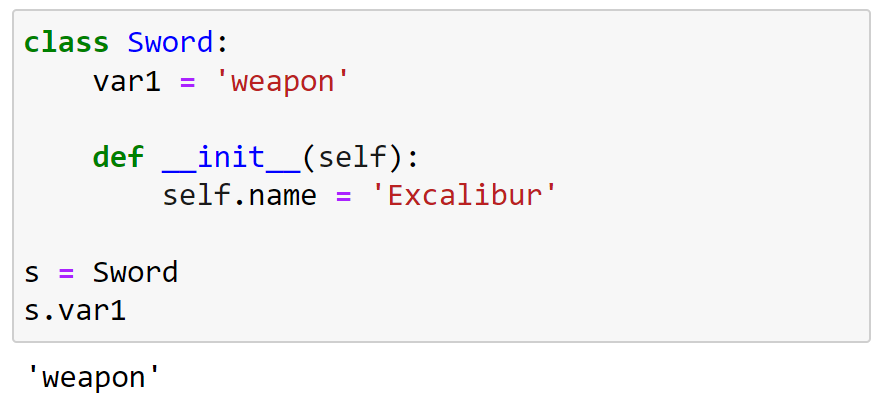 class Sword:
    var1 = 'weapon'

    def __init__(self):
        self.name = 'Excalibur'

s = Sword
s.var1
'weapon'